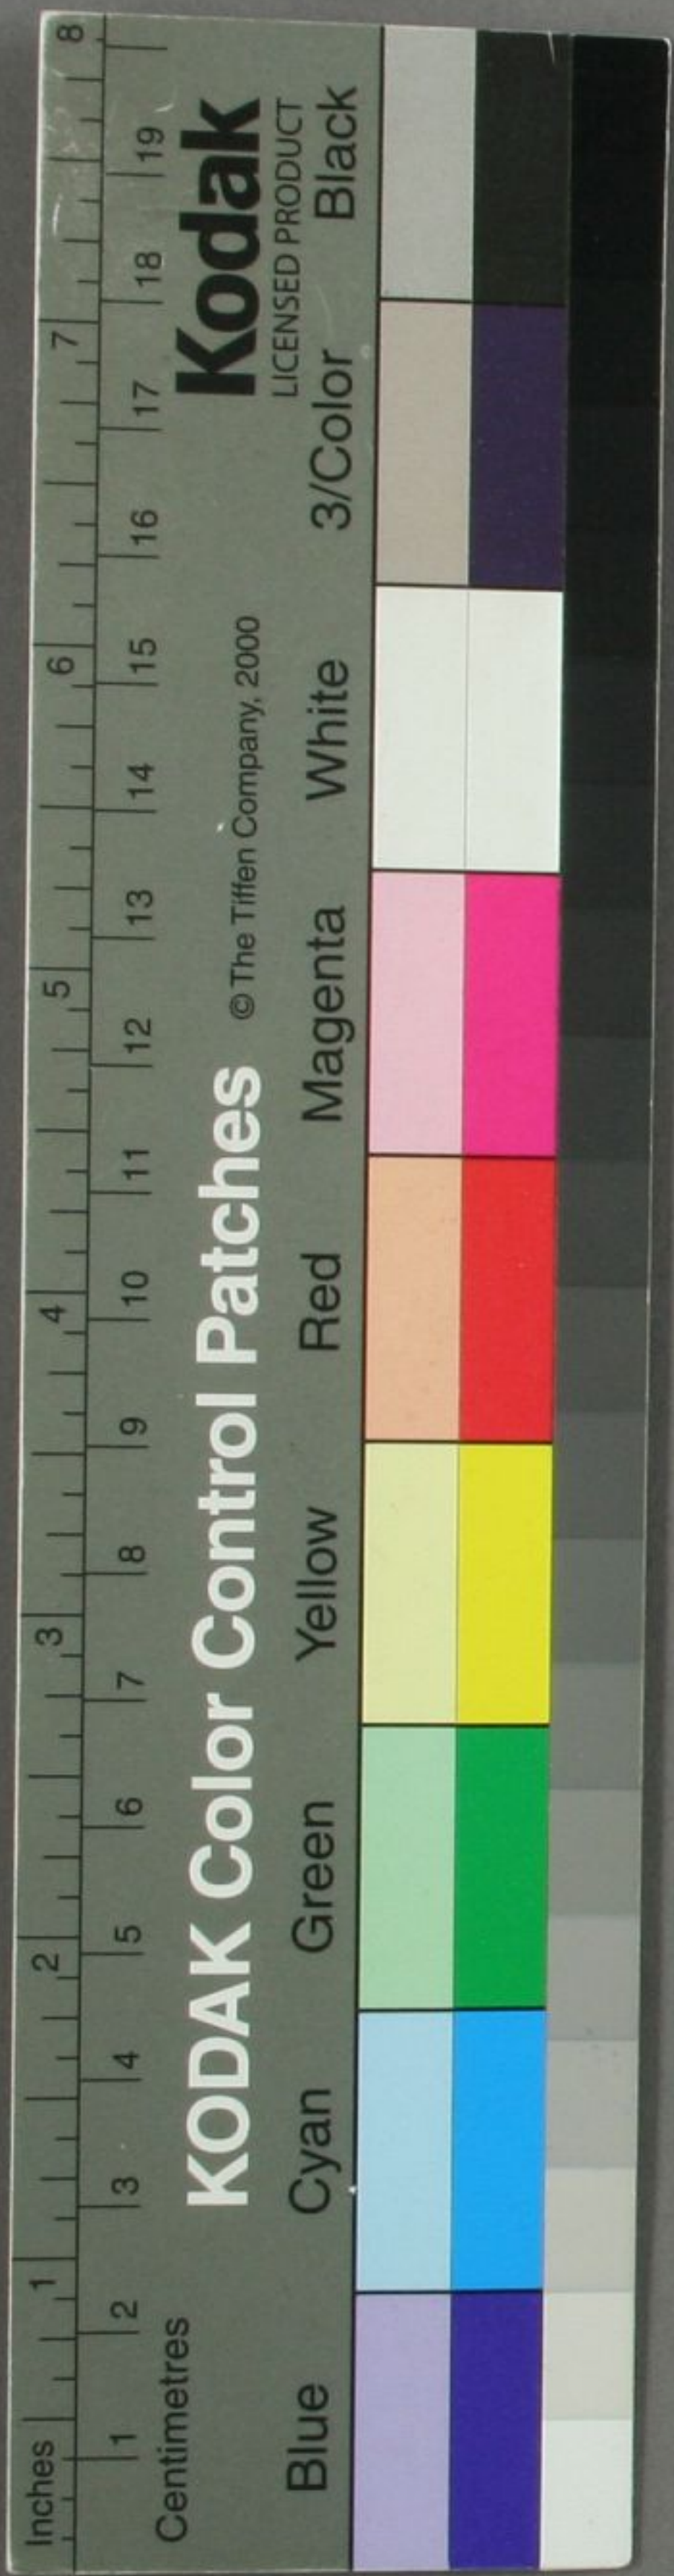 Inches 1 2 3 4 5 6 7 8
1 2 3 4 5 6 7 8 9 10 11 12 13 14 15 16 17 18 19
Centimetres
KODAK Color Control Patches
© The Tiffen Company, 2000
Kodak
LICENSED PRODUCT
Blue Cyan Green Yellow Red Magenta White 3/Color Black